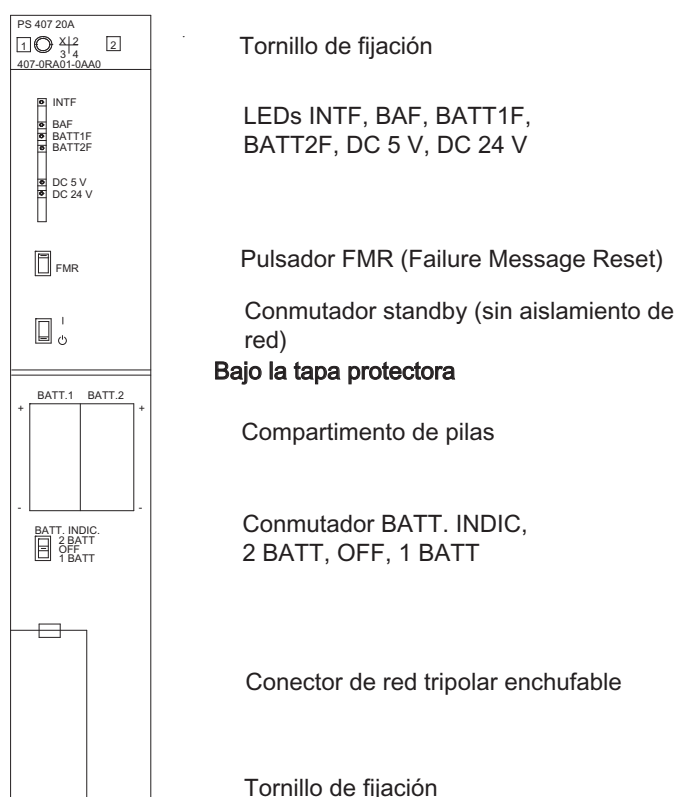 PS 407 20A
1 X 2 2
3 4
407-0RA01-0AA0
Tornillo de fijación
INTF
BAF
BATT1F
BATT2F
DC 5 V
DC 24 V
LEDs INTF, BAF, BATT1F,
BATT2F, DC 5 V, DC 24 V
FMR
Pulsador FMR (Failure Message Reset)
I
Conmutador standby (sin aislamiento de
red)
Bajo la tapa protectora
BATT.1 BATT.2
+ +
Compartimento de pilas
- -
BATT. INDIC.
2 BATT
OFF
1 BATT
Conmutador BATT. INDIC,
2 BATT, OFF, 1 BATT
Conector de red tripolar enchufable
Tornillo de fijación